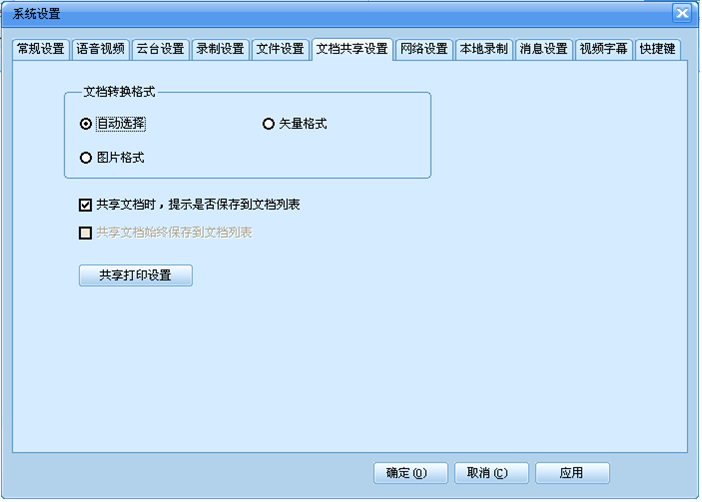 系统设置
常规设置 语音视频 云台设置 录制设置 文件设置 文档共享设置 网络设置 本地录制 消息设置 视频字幕 快捷键
文档转换格式
自动选择 矢量格式
图片格式
共享文档时，提示是否保存到文档列表
共享文档始终保存到文档列表
共享打印设置
确定(O) 取消(C) 应用